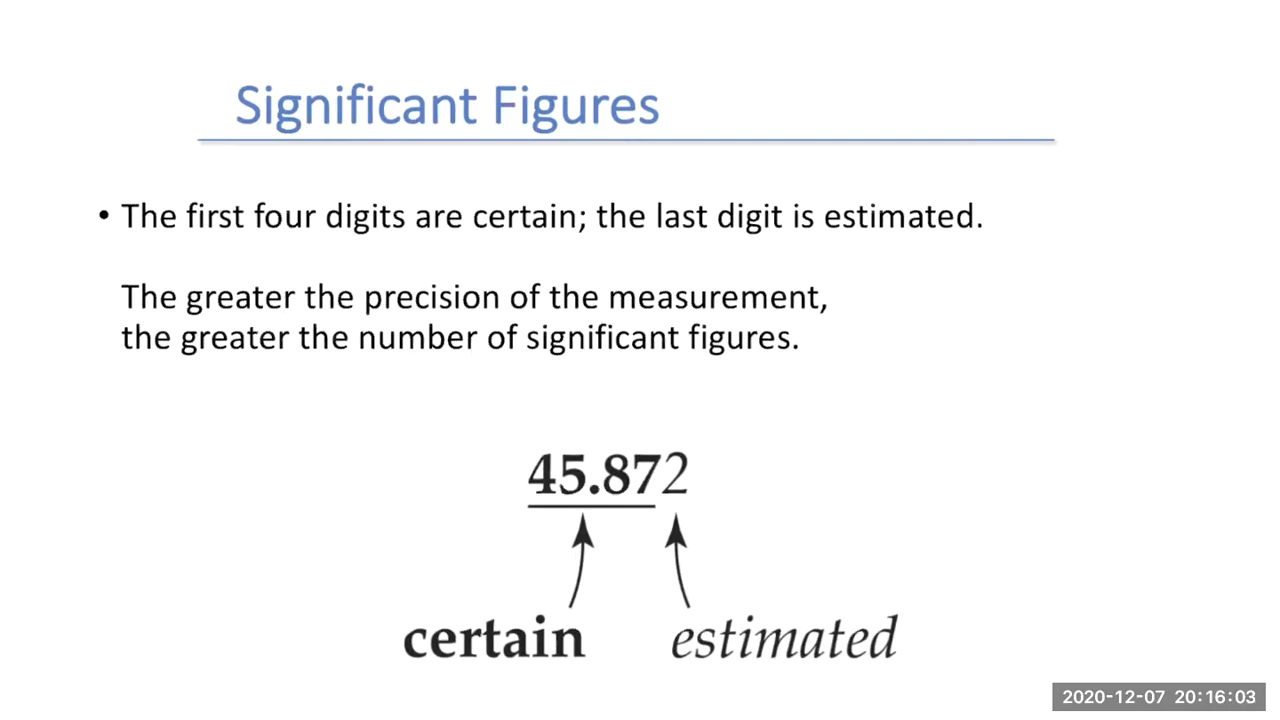 Significant Figures
• The first four digits are certain; the last digit is estimated.
The greater the precision of the measurement,
the greater the number of significant figures.
45.872
certain estimated
2020-12-07 20:16:03